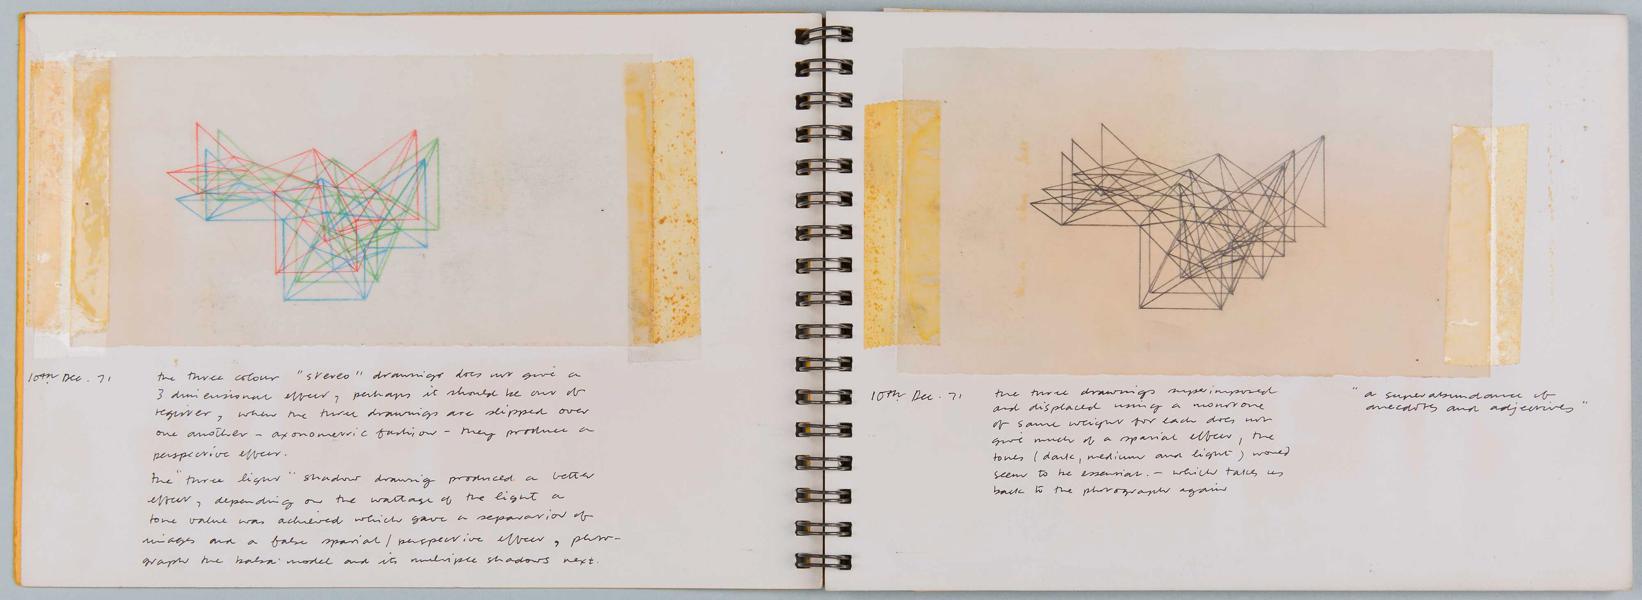 10TH Dec. 71
the three colour "stereo" drawings does not give a
3 dimensional effect, perhaps it should be out of
register, when the three drawings are slipped over
one another - axonometric fashion - they produce a
perspective effect.
the "three light" shadow drawing produced a better
effect, depending on the wattage of the light a
tone value was achieved which gave a separation of
images and a false spatial / perspective effect, photo-
graph the balsa model and its multiple shadows next.
10TH Dec. 71
the three drawings superimposed
and displaced using a monotone
of same weight for each does not
give much of a spatial effect, the
tones (dark, medium and light) would
seem to be essential. - which takes us
back to the photograph again
"a superabundance of
anecdotes and adjectives"